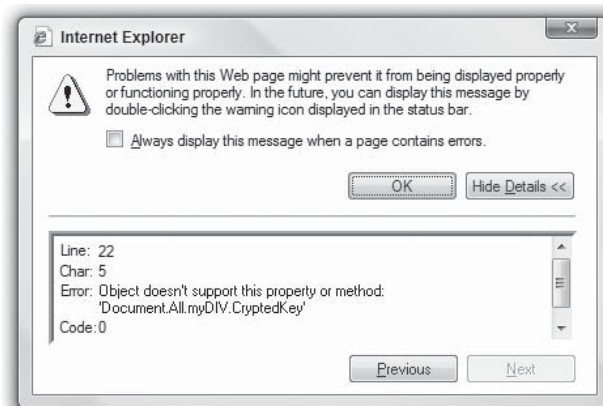 Internet Explorer
Problems with this Web page might prevent it from being displayed properly
or functioning properly. In the future, you can display this message by
double-clicking the warning icon displayed in the status bar.
Always display this message when a page contains errors.
OK
Hide Details <<
Line: 22
Char: 5
Error: Object doesn't support this property or method:
'Document.All.myDIV.CryptedKey'
Code:0
Previous
Next